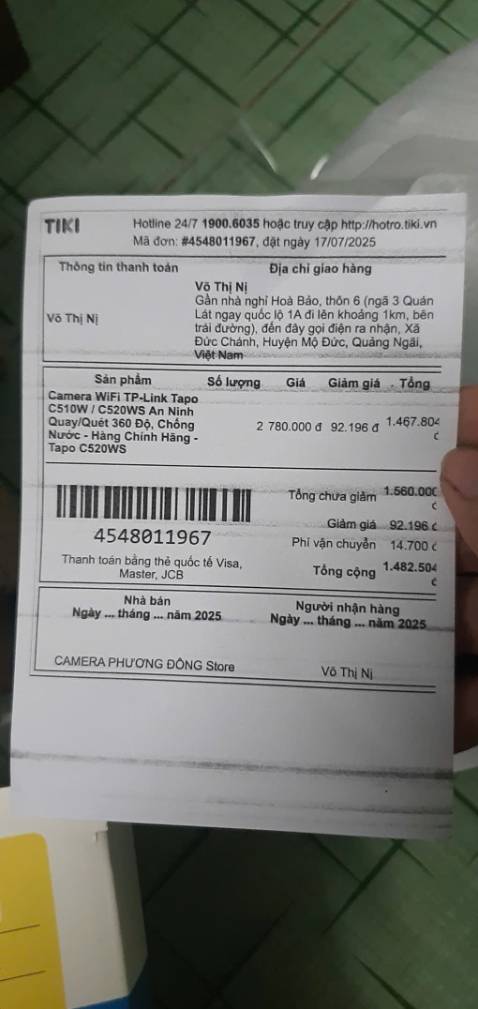 TIKI
Hotline 24/7 1900.6035 hoặc truy cập http://hotro.tiki.vn
Mã đơn: #4548011967, đặt ngày 17/07/2025
Thông tin thanh toán
Địa chỉ giao hàng
Võ Thị Nị
Võ Thị Nị
Gần nhà nghỉ Hoà Bảo, thôn 6 (ngã 3 Quán
Lát ngay quốc lộ 1A đi lên khoảng 1km, bên
trái đường), đến đây gọi điện ra nhận, Xã
Đức Chánh, Huyện Mộ Đức, Quảng Ngãi,
Việt Nam
Sản phẩm Số lượng Giá Giảm giá Tổng
Camera WiFi TP-Link Tapo
C510W / C520WS An Ninh
Quay/Quét 360 Độ, Chống
Nước - Hàng Chính Hãng -
Tapo C520WS
2 780.000 đ 92.196 đ 1.467.804
Tổng chưa giảm 1.560.000
Giảm giá 92.196
Phí vận chuyển 14.700
Tổng cộng 1.482.504
4548011967
Thanh toán bằng thẻ quốc tế Visa,
Master, JCB
Nhà bán
Ngày ... tháng ... năm 2025
Người nhận hàng
Ngày ... tháng ... năm 2025
CAMERA PHƯƠNG ĐÔNG Store
Võ Thị Nị